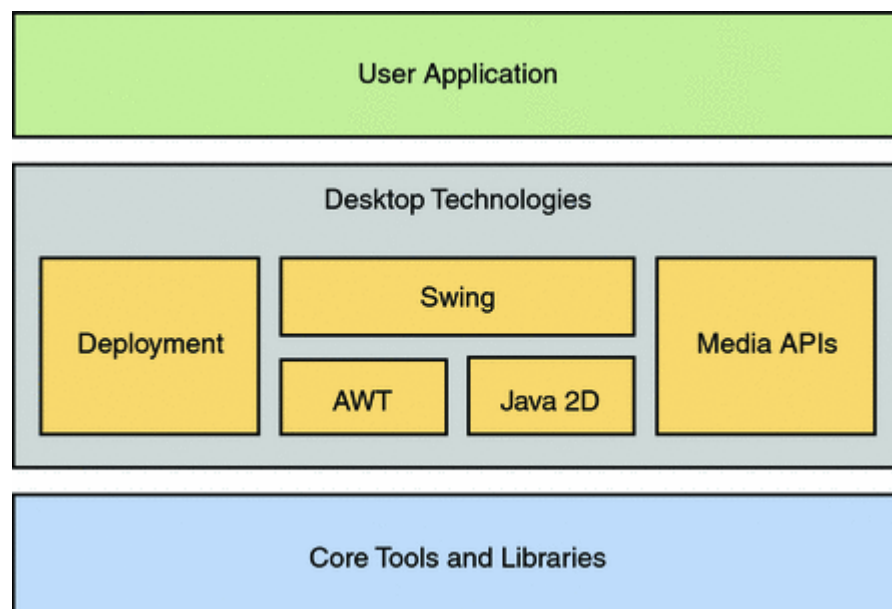 User Application
Desktop Technologies
Deployment
Swing
AWT
Java 2D
Media APIs
Core Tools and Libraries